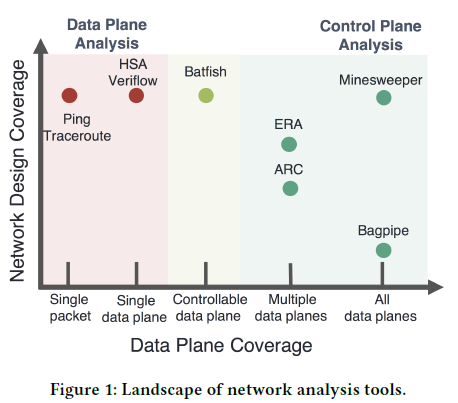 Data Plane
Analysis
Control Plane
Analysis
Network Design Coverage
HSA
Veriflow
Batfish
Minesweeper
Ping
Traceroute
ERA
ARC
Bagpipe
Single
packet
Single
data plane
Controllable
data plane
Multiple
data planes
All
data planes
Data Plane Coverage
Figure 1: Landscape of network analysis tools.